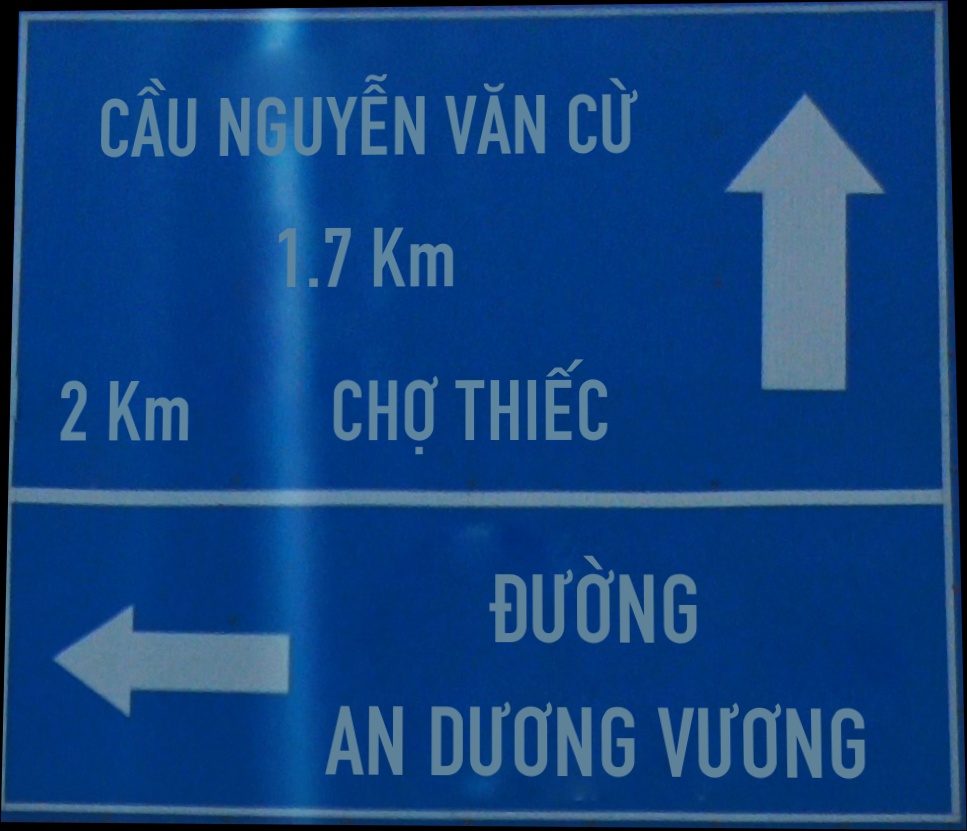 CẦU NGUYỄN VĂN CỪ
1.7 Km
2 Km CHỢ THIẾC
ĐƯỜNG
AN DƯƠNG VƯƠNG